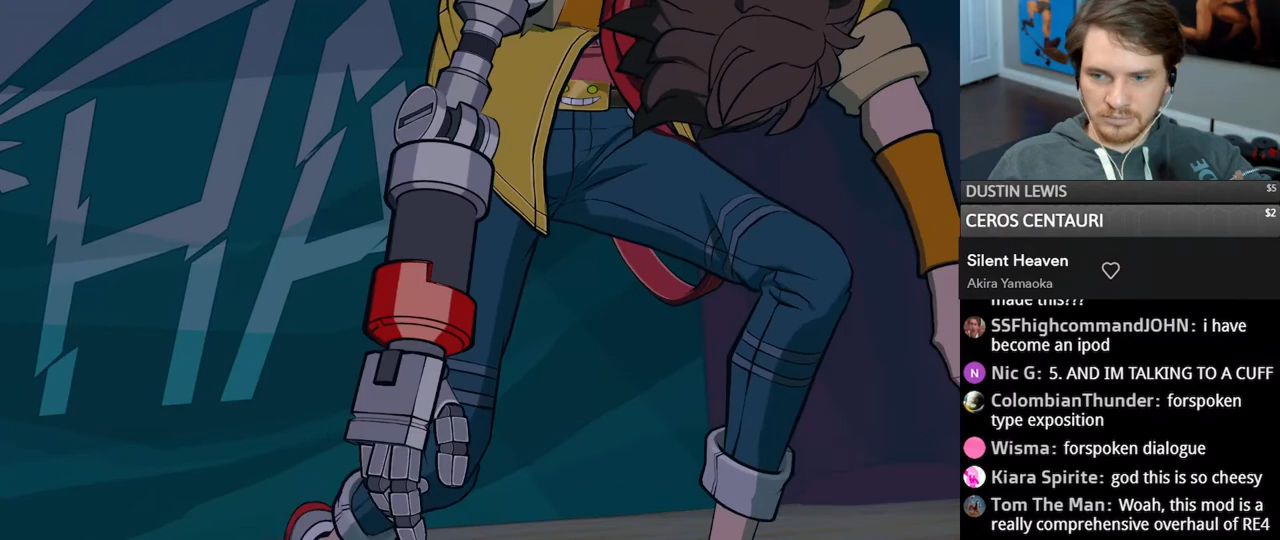 HA
DUSTIN LEWIS
$5
CEROS CENTAURI
$2
Silent Heaven
Akira Yamaoka
made this???
SSFhighcommandJOHN: i have
become an ipod
N
Nic G: 5. AND IM TALKING TO A CUFF
ColombianThunder: forspoken
type exposition
Wisma: forspoken dialogue
Kiara Spirite: god this is so cheesy
Tom The Man: Woah, this mod is a
really comprehensive overhaul of RE4